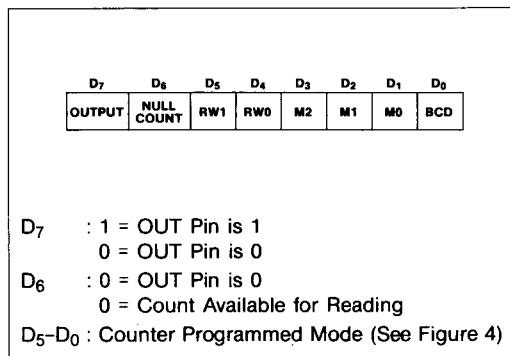 D7 D6 D5 D4 D3 D2 D1 D0
OUTPUT NULL COUNT RW1 RW0 M2 M1 M0 BCD
D7 : 1 = OUT Pin is 1
0 = OUT Pin is 0
D6 : 0 = OUT Pin is 0
0 = Count Available for Reading
D5–D0 : Counter Programmed Mode (See Figure 4)